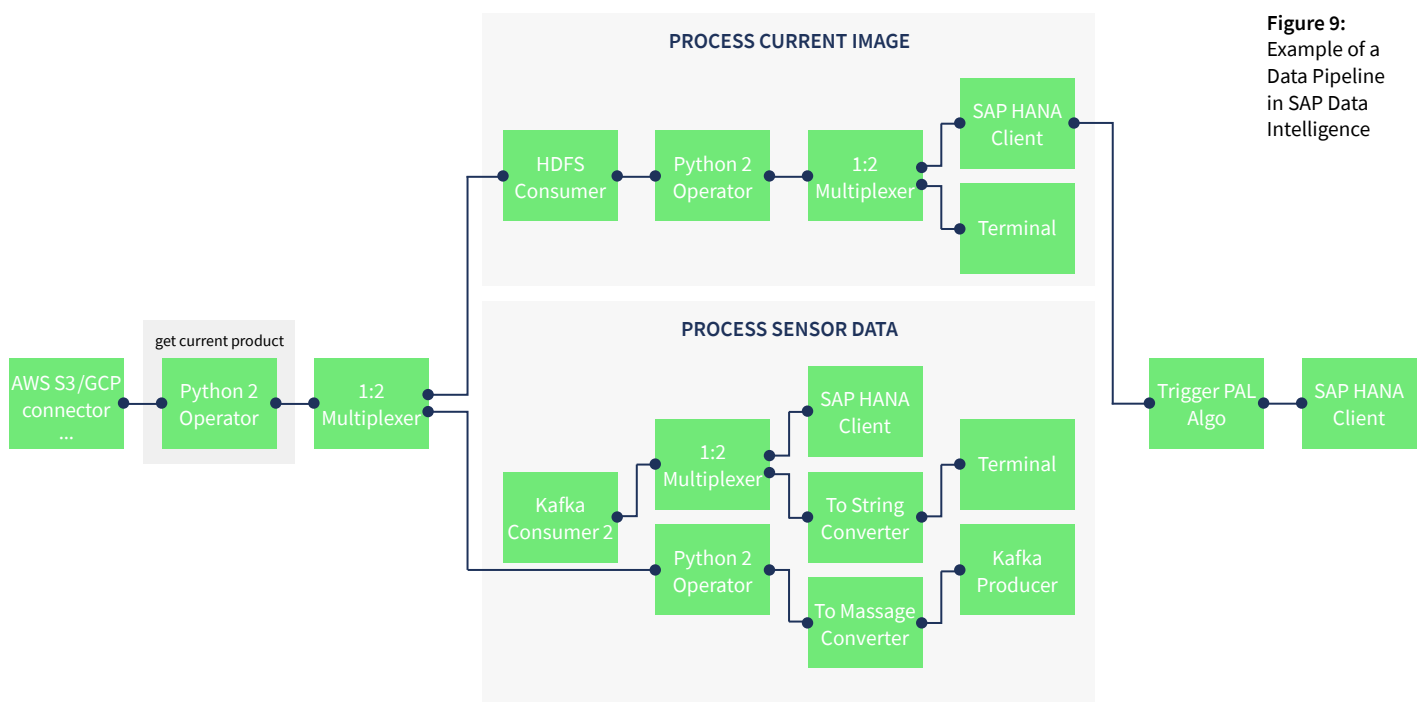 Figure 9:
Example of a
Data Pipeline
in SAP Data
Intelligence
PROCESS CURRENT IMAGE
HDFS
Consumer
Python 2
Operator
1:2
Multiplexer
SAP HANA
Client
Terminal
AWS S3/GCP
connector
...
get current product
Python 2
Operator
1:2
Multiplexer
PROCESS SENSOR DATA
Kafka
Consumer 2
1:2
Multiplexer
SAP HANA
Client
To String
Converter
Terminal
Python 2
Operator
To Massage
Converter
Kafka
Producer
Trigger PAL
Algo
SAP HANA
Client